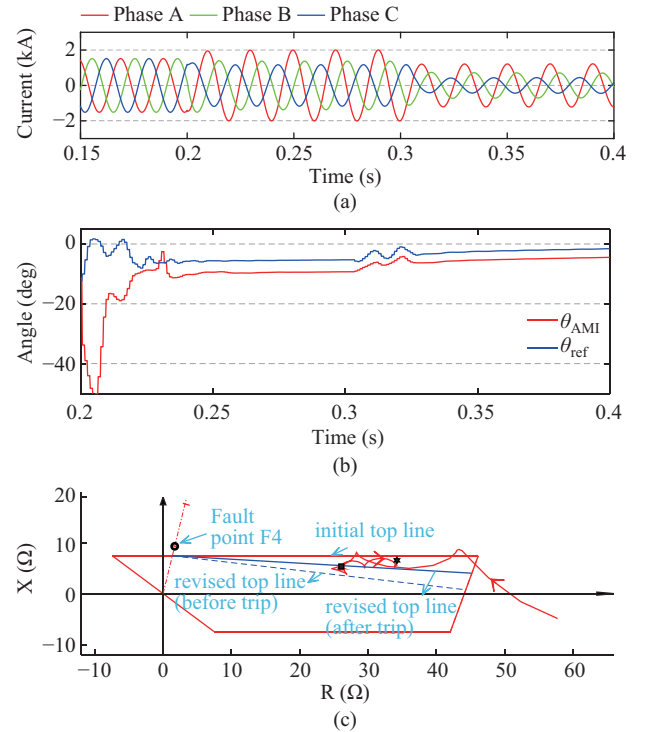 Phase A Phase B Phase C
Current (kA)
2
0
−2
0.15 0.2 0.25 0.3 0.35 0.4
Time (s)
(a)
Angle (deg)
0
−20
−40
θAMI
θref
0.2 0.25 0.3 0.35 0.4
Time (s)
(b)
X (Ω)
20
10
0
−10
Fault
point F4
initial top line
revised top line
(before trip)
revised top line
(after trip)
−10 0 10 20 30 40 50 60
R (Ω)
(c)